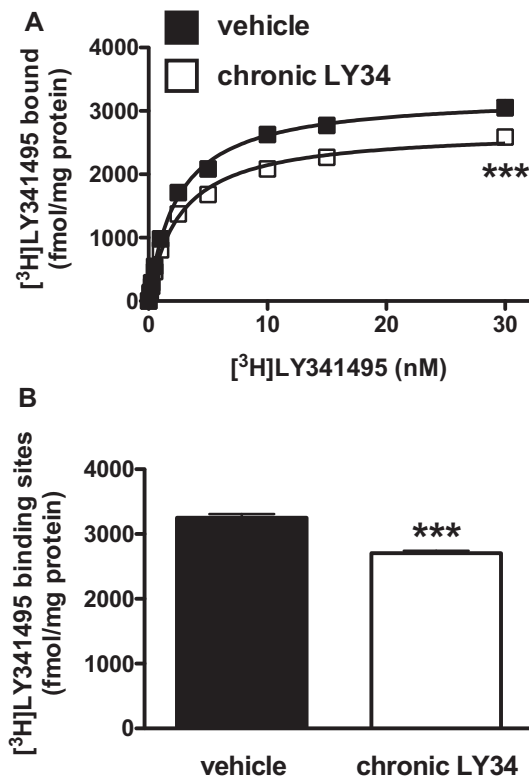 A
vehicle
chronic LY34
[³H]LY341495 bound
(fmol/mg protein)
4000
3000
2000
1000
0
***
0
10
20
30
[³H]LY341495 (nM)
B
[³H]LY341495 binding sites
(fmol/mg protein)
4000
3000
2000
1000
0
***
vehicle
chronic LY34